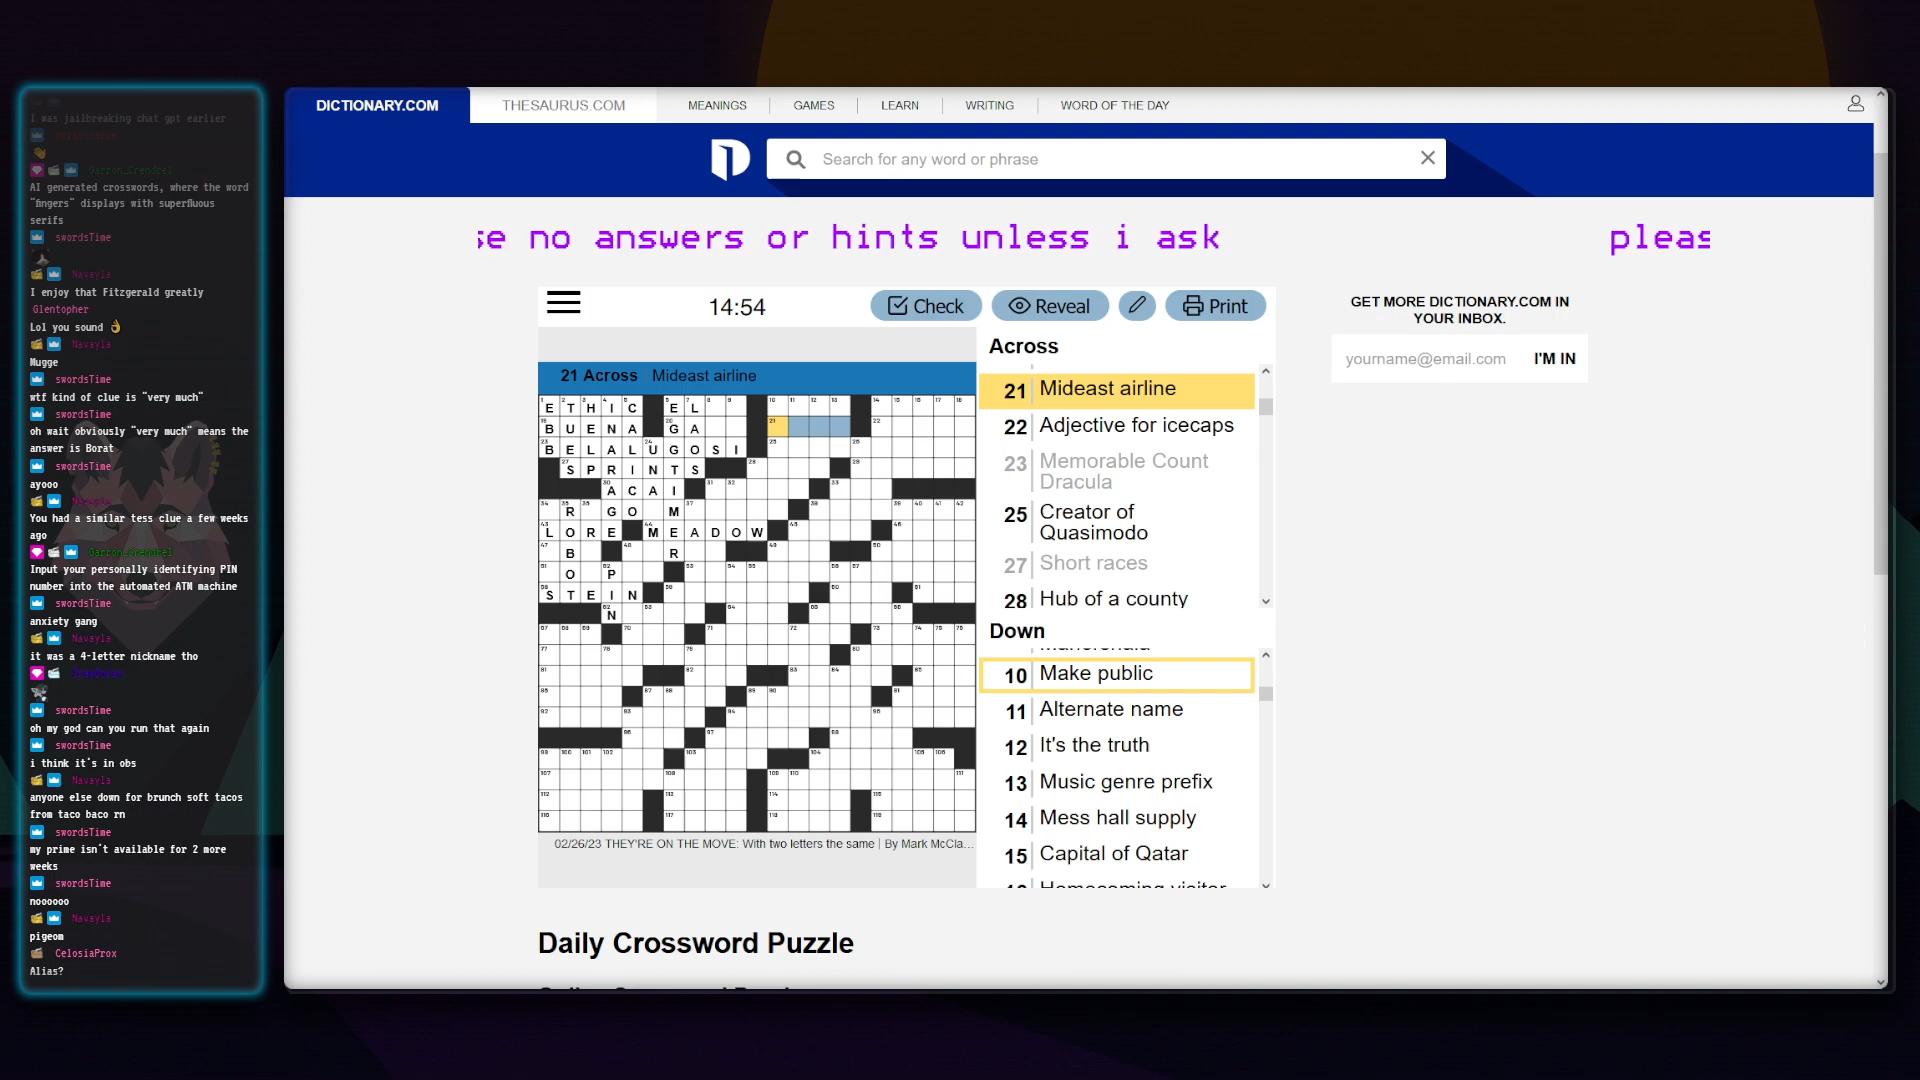 I was jailbreaking chat gpt earlier
Garron_Grendrel
AI generated crosswords, where the word
"fingers" displays with superfluous
serifs
swordsTime
Navayla
I enjoy that Fitzgerald greatly
Glentopher
Lol you sound
Navayla
Mugge
swordsTime
wtf kind of clue is "very much"
swordsTime
oh wait obviously "very much" means the
answer is Borat
swordsTime
ayooo
Navayla
You had a similar tess clue a few weeks
ago
Garron_Grendrel
Input your personally identifying PIN
number into the automated ATM machine
swordsTime
anxiety gang
Navayla
it was a 4-letter nickname tho
swordsTime
oh my god can you run that again
swordsTime
i think it's in obs
Navayla
anyone else down for brunch soft tacos
from taco baco rn
swordsTime
my prime isn't available for 2 more
weeks
swordsTime
noooooo
Navayla
pigeom
CelosiaProx
Alias?
DICTIONARY.COM
THESAURUS.COM
MEANINGS
GAMES
LEARN
WRITING
WORD OF THE DAY
Search for any word or phrase
se no answers or hints unless i ask
pleas
14:54
Check
Reveal
Print
21 Across Mideast airline
E T H I C E L
B U E N A G A
B E L A L U G O S I
S P R I N T S
A C A I I
R G O M
L O R E M E A D O W
B R
O P
S T E I N
N
02/26/23 THEY'RE ON THE MOVE: With two letters the same | By Mark McCla...
Across
21 Mideast airline
22 Adjective for icecaps
23 Memorable Count
Dracula
25 Creator of
Quasimodo
27 Short races
28 Hub of a county
Down
10 Make public
11 Alternate name
12 It's the truth
13 Music genre prefix
14 Mess hall supply
15 Capital of Qatar
GET MORE DICTIONARY.COM IN
YOUR INBOX.
yourname@email.com
I'M IN
Daily Crossword Puzzle